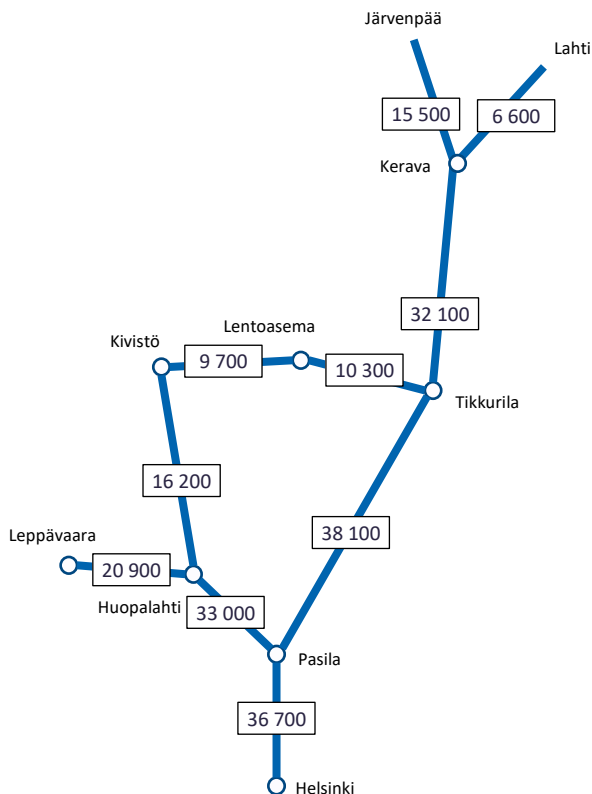 Järvenpää
Lahti
15 500
6 600
Kerava
32 100
Lentoasema
Kivistö
9 700
10 300
Tikkurila
16 200
38 100
Leppävaara
20 900
Huopalahti
33 000
Pasila
36 700
Helsinki